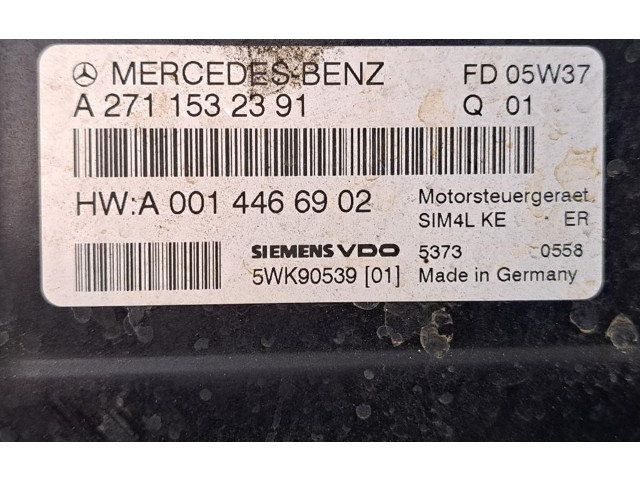 MERCEDES-BENZ FD 05W37
A 271 153 23 91 Q 01
HW:A 001 446 69 02 Motorsteuergeraet
SIM4L KE ER
SIEMENS VDO 5373 0558
5WK90539 [01] Made in Germany